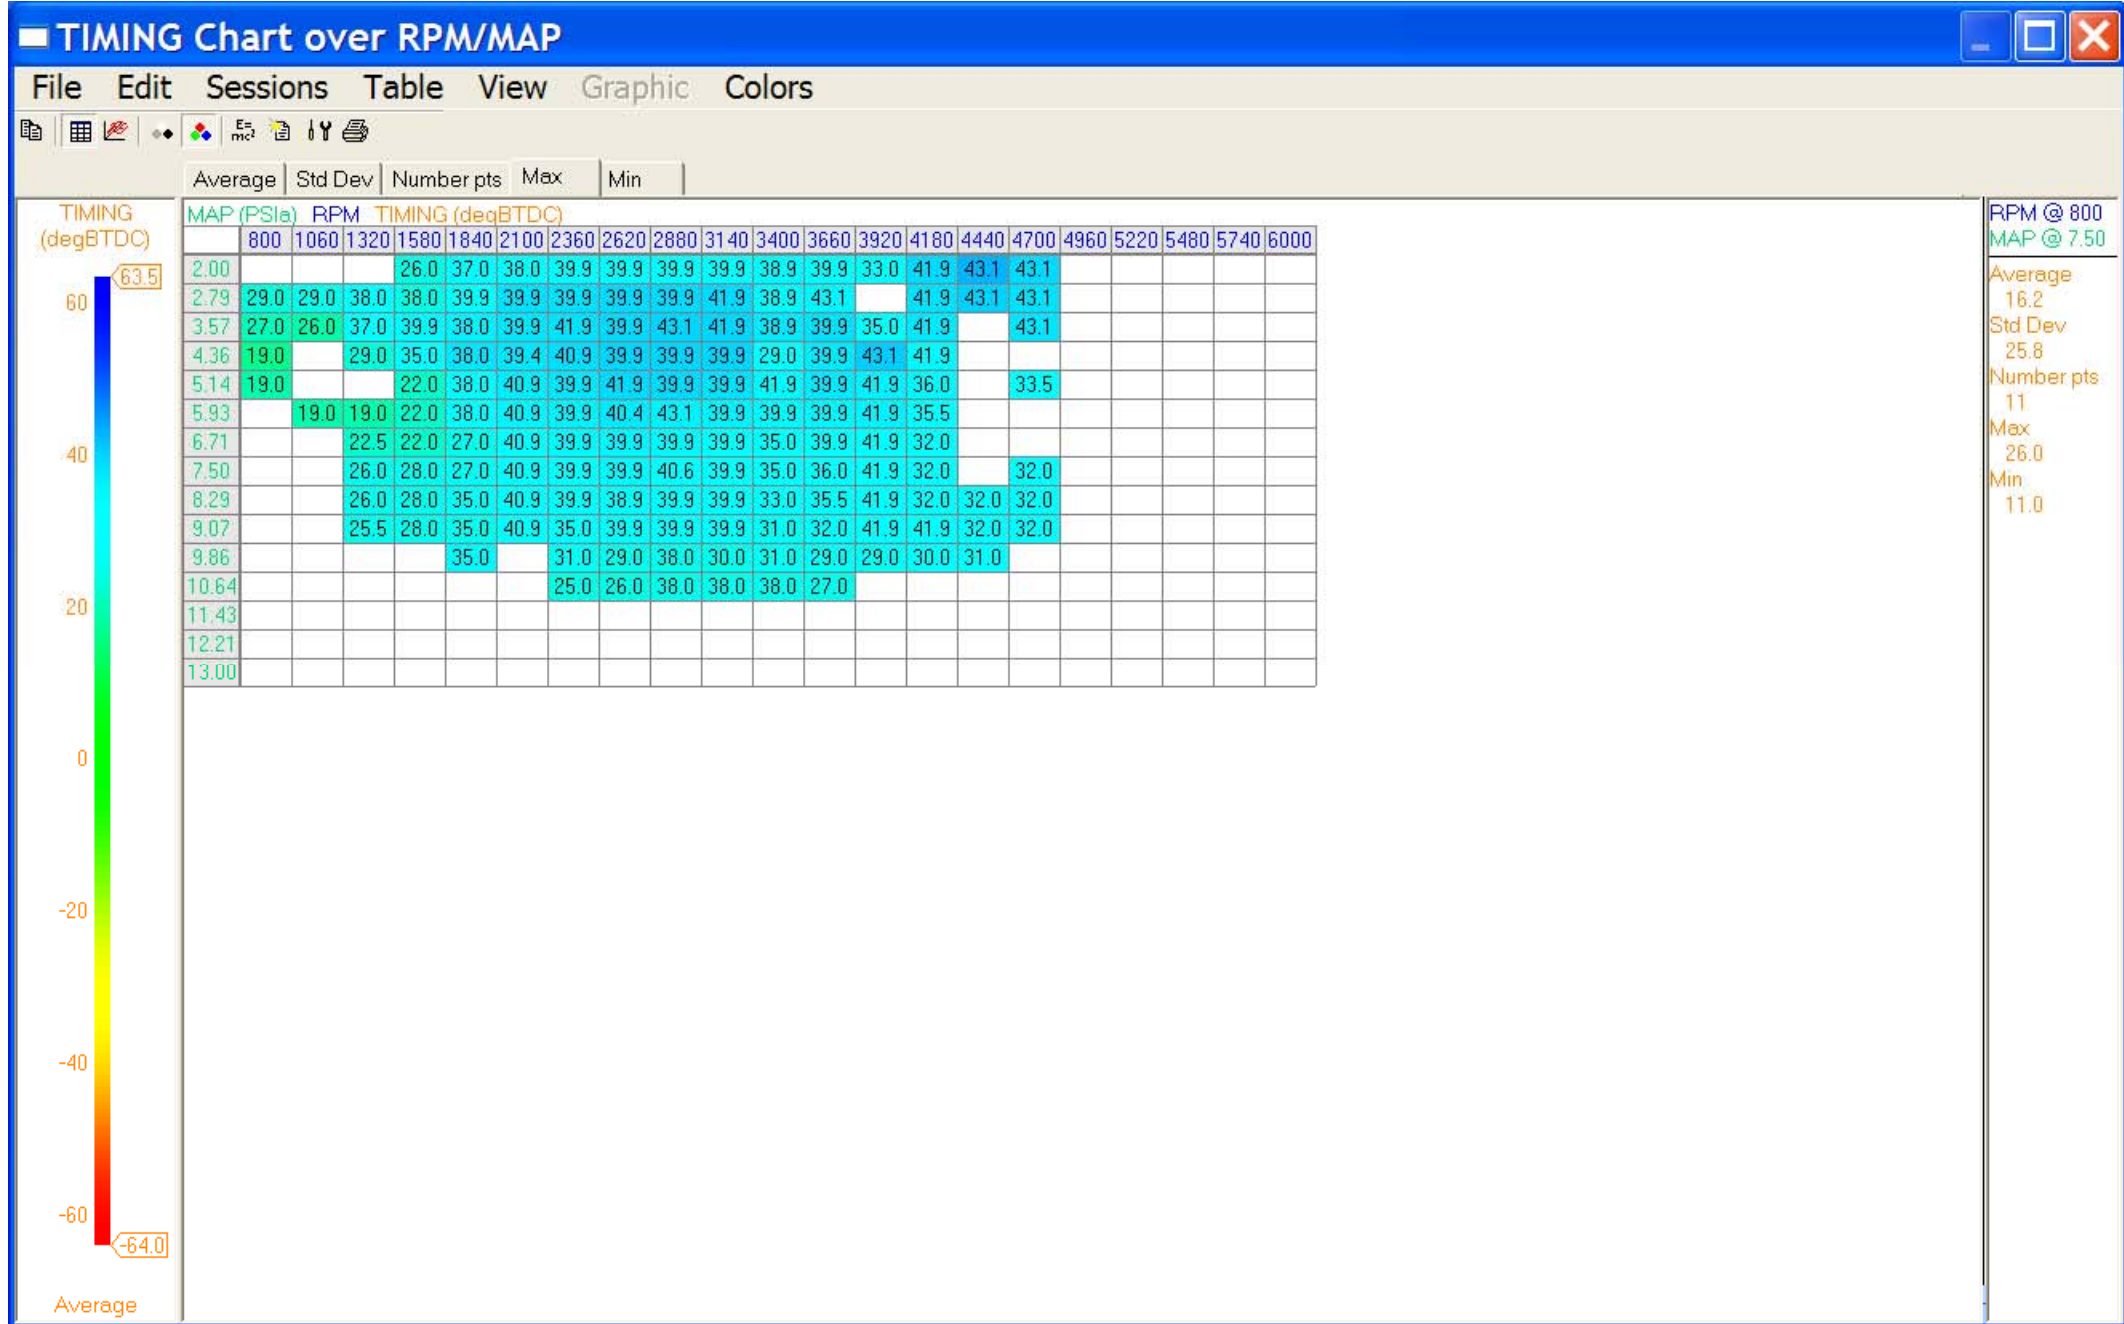 TIMING Chart over RPM/MAP
File Edit Sessions Table View Graphic Colors
E= mc²
Average Std Dev Number pts Max Min
TIMING
(degBTDC)
63.5
60
40
20
0
-20
-40
-60
-64.0
Average
MAP (PSIa) RPM TIMING (deqBTDC)
800 1060 1320 1580 1840 2100 2360 2620 2880 3140 3400 3660 3920 4180 4440 4700 4960 5220 5480 5740 6000
2.00 26.0 37.0 38.0 39.9 39.9 39.9 39.9 38.9 39.9 33.0 41.9 43.1 43.1
2.79 29.0 29.0 38.0 38.0 39.9 39.9 39.9 39.9 39.9 41.9 38.9 43.1 41.9 43.1 43.1
3.57 27.0 26.0 37.0 39.9 38.0 39.9 41.9 39.9 43.1 41.9 38.9 39.9 35.0 41.9 43.1
4.36 19.0 29.0 35.0 38.0 39.4 40.9 39.9 39.9 39.9 29.0 39.9 43.1 41.9
5.14 19.0 22.0 38.0 40.9 39.9 41.9 39.9 39.9 41.9 39.9 41.9 36.0 33.5
5.93 19.0 19.0 22.0 38.0 40.9 39.9 40.4 43.1 39.9 39.9 39.9 41.9 35.5
6.71 22.5 22.0 27.0 40.9 39.9 39.9 39.9 39.9 35.0 39.9 41.9 32.0
7.50 26.0 28.0 27.0 40.9 39.9 39.9 40.6 39.9 35.0 36.0 41.9 32.0 32.0
8.29 26.0 28.0 35.0 40.9 39.9 38.9 39.9 39.9 33.0 35.5 41.9 32.0 32.0 32.0
9.07 25.5 28.0 35.0 40.9 35.0 39.9 39.9 39.9 31.0 32.0 41.9 41.9 32.0 32.0
9.86 35.0 31.0 29.0 38.0 30.0 31.0 29.0 29.0 30.0 31.0
10.64 25.0 26.0 38.0 38.0 38.0 27.0
11.43
12.21
13.00
RPM @ 800
MAP @ 7.50
Average
16.2
Std Dev
25.8
Number pts
11
Max
26.0
Min
11.0